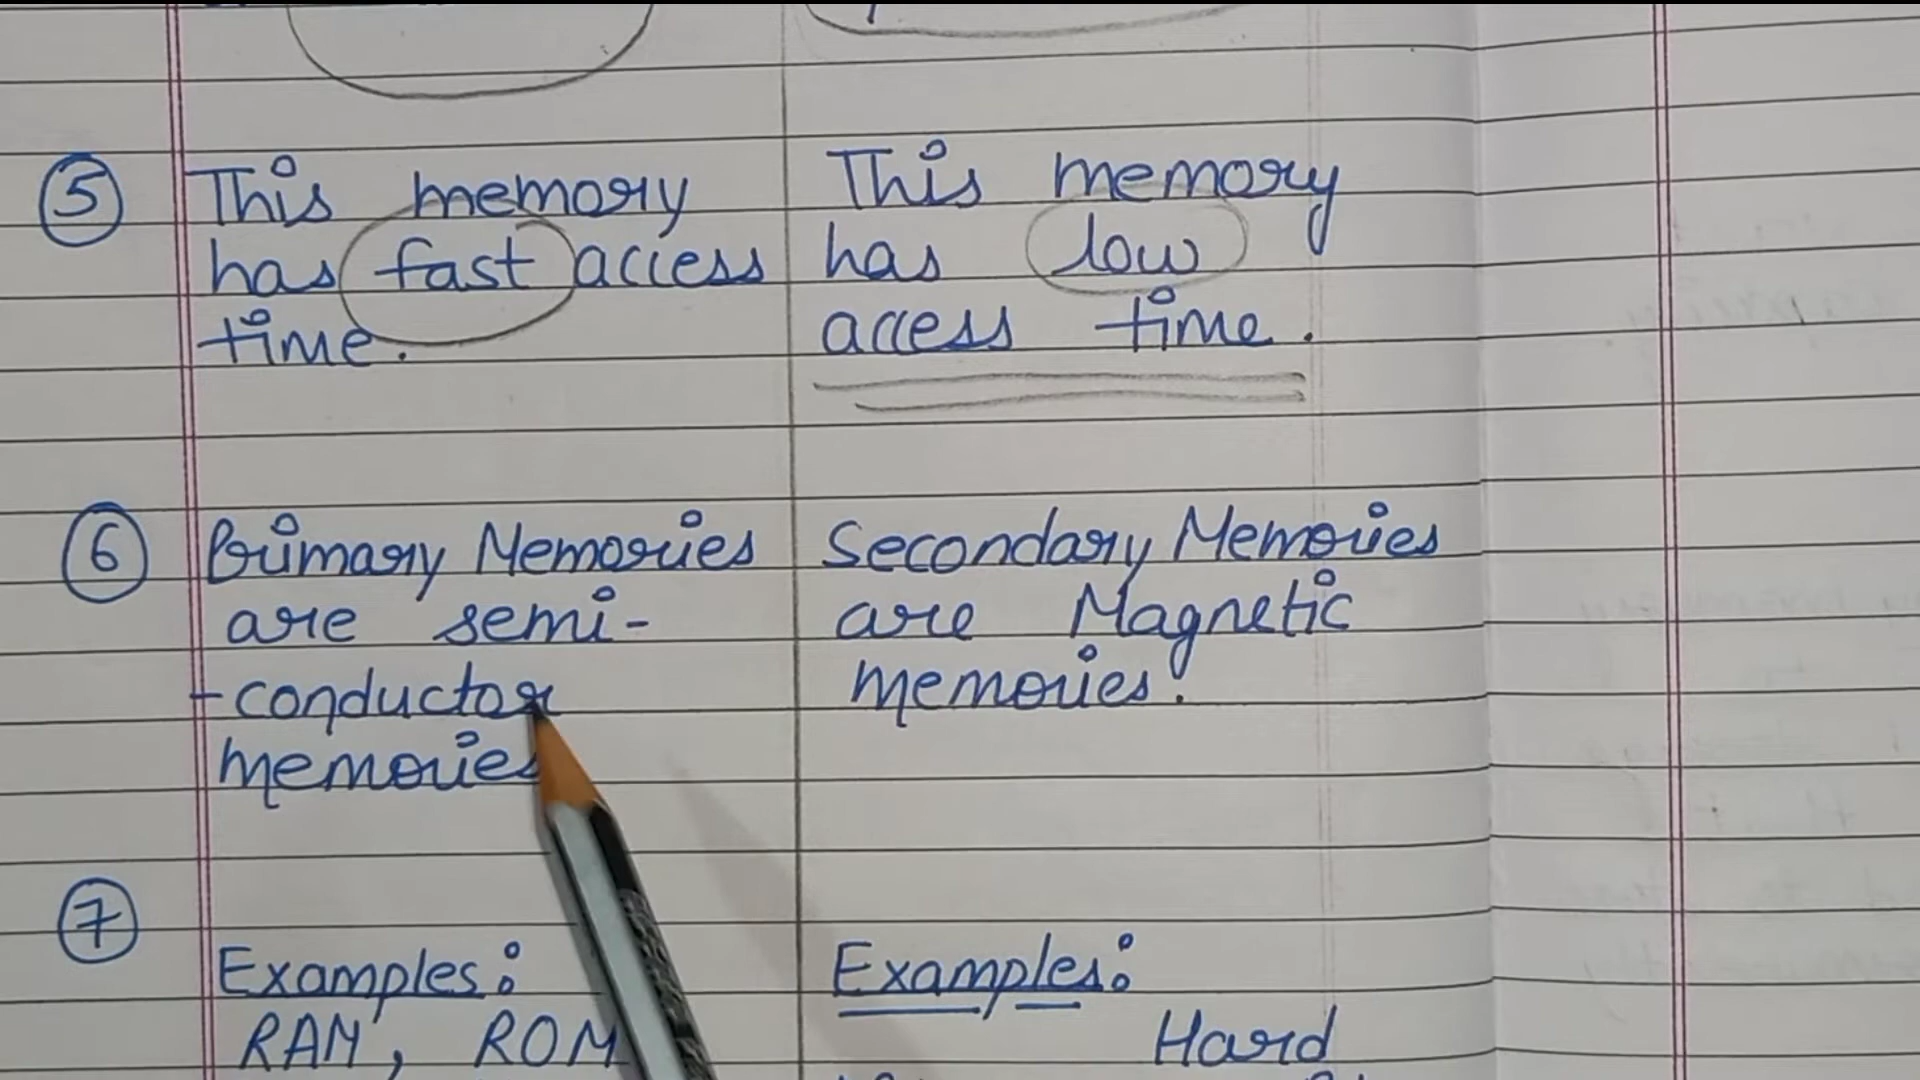 5 This memory
has fast access
time.
This memory
has low
access time.
6 Primary Memories
are semi-
-conductor
memories
Secondary Memories
are Magnetic
memories.
7
Examples:
RAM, ROM
Examples:
Hard